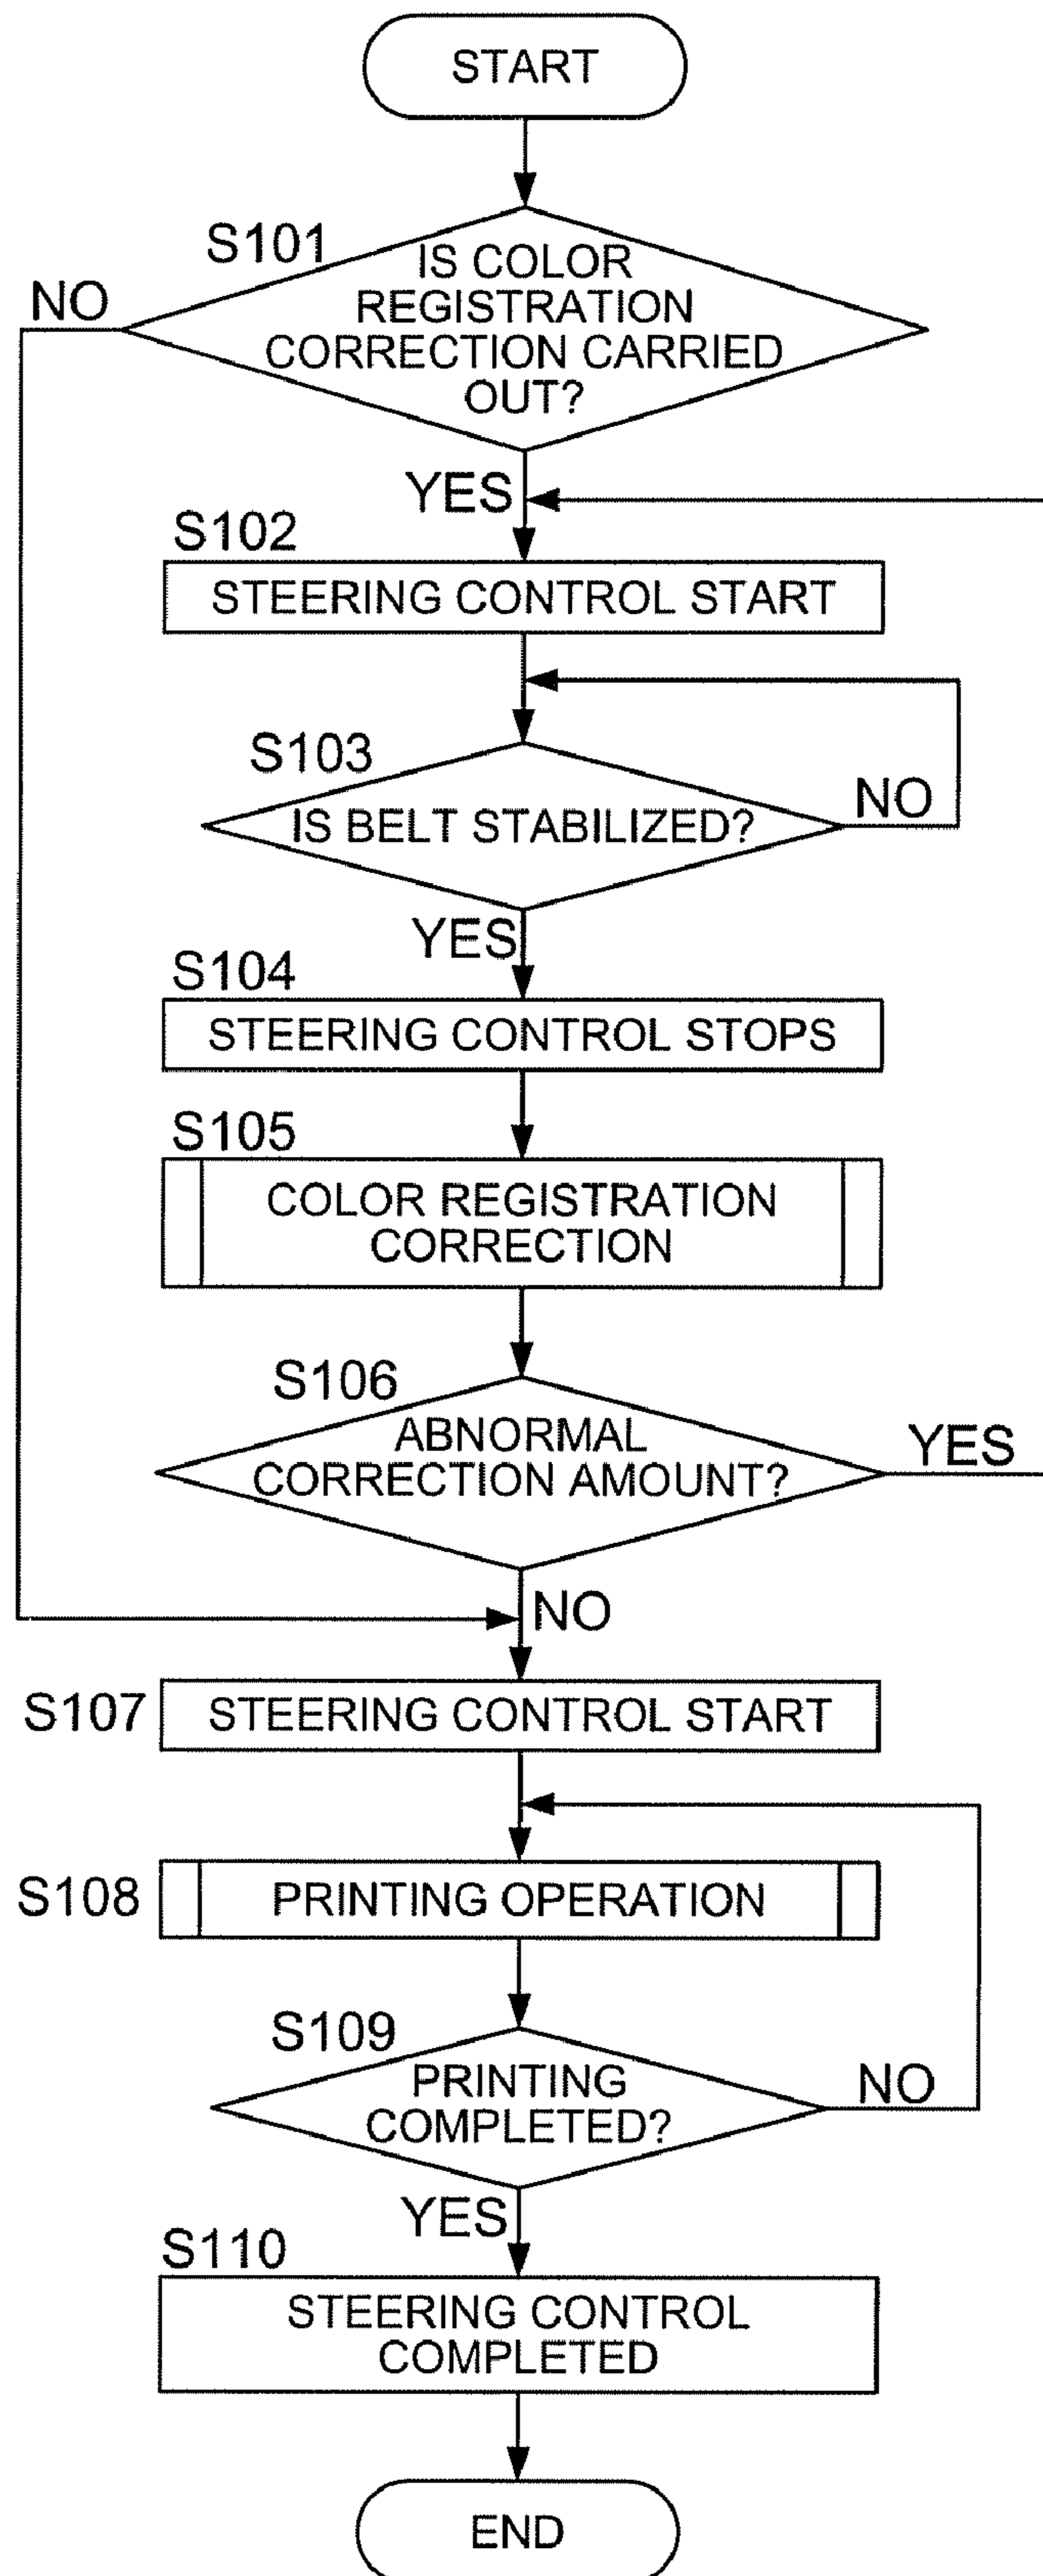 START
S101
IS COLOR
REGISTRATION
CORRECTION CARRIED
OUT?
NO
YES
S102
STEERING CONTROL START
S103
IS BELT STABILIZED?
NO
YES
S104
STEERING CONTROL STOPS
S105
COLOR REGISTRATION
CORRECTION
S106
ABNORMAL
CORRECTION AMOUNT?
YES
NO
S107
STEERING CONTROL START
S108
PRINTING OPERATION
S109
PRINTING
COMPLETED?
NO
YES
S110
STEERING CONTROL
COMPLETED
END